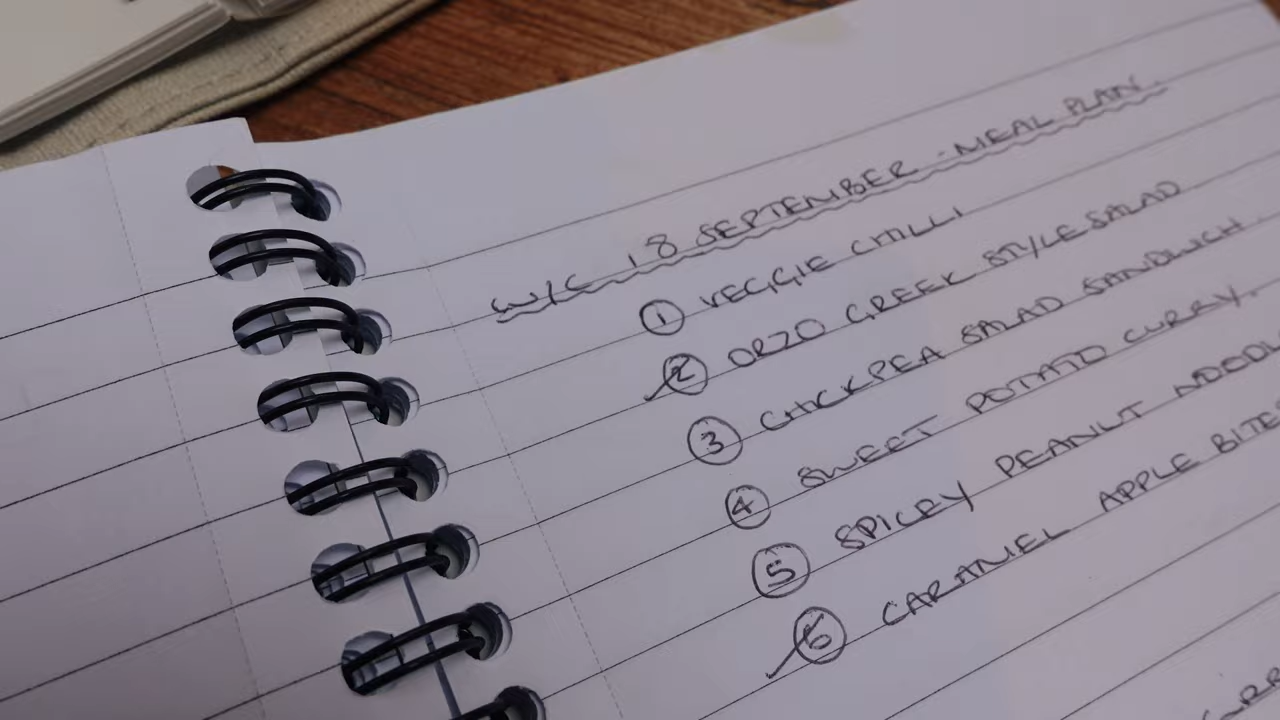 W/C 18 SEPTEMBER - MEAL PLAN.
① VEGGIE CHILLI
② ORZO GREEK STYLE SALAD
③ CHICKPEA SALAD SANDWICH.
④ SWEET POTATO CURRY.
⑤ SPICEY PEANUT
⑥ CARAMEL APPLE BITES